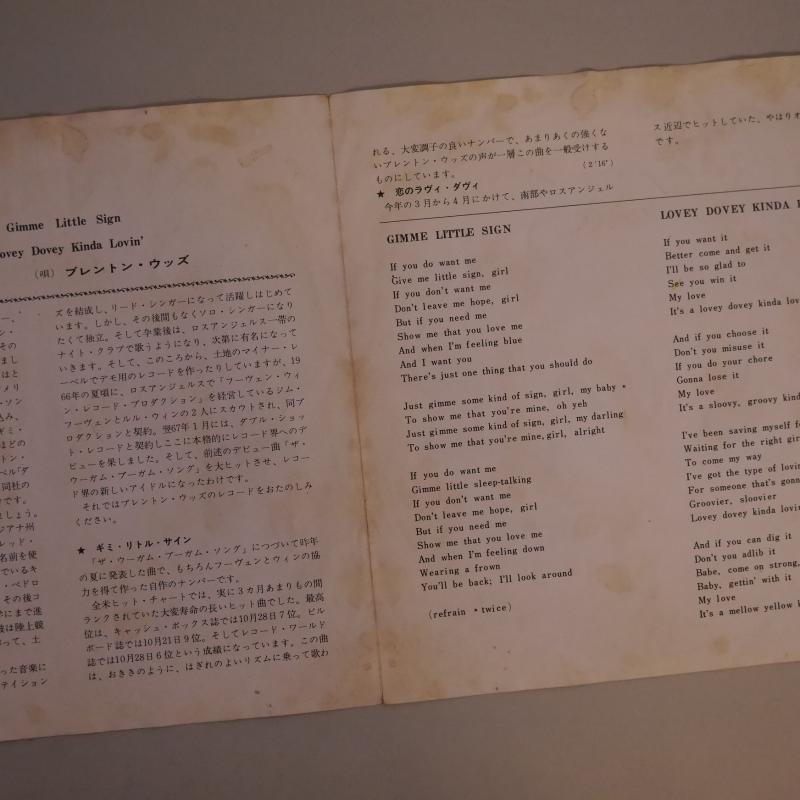 Gimme Little Sign
ovey Dovey Kinda Lovin'
(唄) ブレントン・ウッズ
ズを結成し、リード・シンガーになって活躍しはじめて
います。しかし、その後間もなくソロ・シンガーになり
たくて独立。そして卒業後は、ロスアンジェルス一帯の
ナイト・クラブで歌うようになり、次第に有名になって
いきます。そして、このころから、土地のマイナー・レ
ーベルでデモ用のレコードを作ったりしていますが、19
66年の夏頃に、ロスアンジェルスで「フーヴェン・ウィ
ン・レコード・プロダクション」を経営しているジム・
フーヴェンとルル・ウィンの2人にスカウトされ、同プ
ロダクションと契約。翌67年1月には、ダブル・ショッ
ト・レコードと契約しここに本格的にレコード界へのデ
ビューを果しました。そして、前述のデビュー曲「ザ・
ウーガム・ブーガム・ソング」を大ヒットさせ、レコー
ド界の新しいアイドルになったわけです。
それではブレントン・ウッズのレコードをおたのしみ
ください。
★ ギミ・リトル・サイン
「ザ・ウーガム・ブーガム・ソング」につづいて昨年
の夏に発表した曲で、もちろんフーヴェンとウィンの協
力を得て作った自作のナンバーです。
全米ヒット・チャートでは、実に3カ月あまりもの間
ランクされていた大変寿命の長いヒット曲でした。最高
位は、キャッシュ・ボックス誌では10月28日7位、ビル
ボード誌では10月21日9位。そしてレコード・ワールド
誌では10月28日6位という成績になっています。この曲
は、おききのように、はぎれのよいリズムに乗って歌わ
れる、大変調子の良いナンバーで、あまりあくの強くな
いブレントン・ウッズの声が一層この曲を一般受けする
ものにしています。
(2'16")
★ 恋のラヴィ・ダヴィ
今年の3月から4月にかけて、南部やロスアンジェル
ス近辺でヒットしていた、やはりオ
です。
GIMME LITTLE SIGN
If you do want me
Give me little sign, girl
If you don't want me
Don't leave me hope, girl
But if you need me
Show me that you love me
And when I'm feeling blue
And I want you
There's just one thing that you should do
Just gimme some kind of sign, girl, my baby *
To show me that you're mine, oh yeh
Just gimme some kind of sign, girl, my darling
To show me that you're mine, girl, alright
If you do want me
Gimme little sleep-talking
If you don't want me
Don't leave me hope, girl
But if you need me
Show me that you love me
And when I'm feeling down
Wearing a frown
You'll be back; I'll look around
(refrain * twice)
LOVEY DOVEY KINDA
If you want it
Better come and get it
I'll be so glad to
See you win it
My love
It's a lovey dovey kinda lov
And if you choose it
Don't you misuse it
If you do your chore
Gonna lose it
My love
It's a sloovy, groovy kind
I've been saving myself f
Waiting for the right gir
To come my way
I've got the type of lovin
For someone that's gonn
Groovier, sloovier
Lovey dovey kinda lovin
And if you can dig it
Don't you adlib it
Babe, come on strong,
Baby, gettin' with it
My love
It's a mellow yellow k